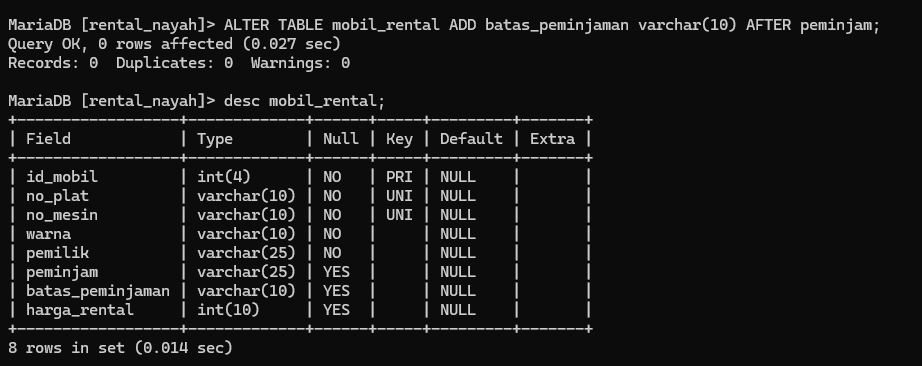 MariaDB [rental_nayah]> ALTER TABLE mobil_rental ADD batas_peminjaman varchar(10) AFTER peminjam;
Query OK, 0 rows affected (0.027 sec)
Records: 0  Duplicates: 0  Warnings: 0

MariaDB [rental_nayah]> desc mobil_rental;
+------------------+-------------+------+-----+---------+-------+
| Field            | Type        | Null | Key | Default | Extra |
+------------------+-------------+------+-----+---------+-------+
| id_mobil         | int(4)      | NO   | PRI | NULL    |       |
| no_plat          | varchar(10) | NO   | UNI | NULL    |       |
| no_mesin         | varchar(10) | NO   | UNI | NULL    |       |
| warna            | varchar(10) | NO   |     | NULL    |       |
| pemilik          | varchar(25) | NO   |     | NULL    |       |
| peminjam         | varchar(25) | YES  |     | NULL    |       |
| batas_peminjaman | varchar(10) | YES  |     | NULL    |       |
| harga_rental     | int(10)     | YES  |     | NULL    |       |
+------------------+-------------+------+-----+---------+-------+
8 rows in set (0.014 sec)